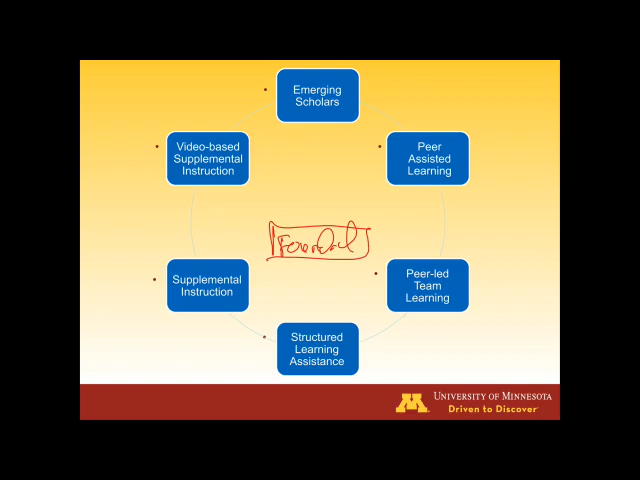 Emerging
Scholars
Video-based
Supplemental
Instruction
Peer
Assisted
Learning
Supplemental
Instruction
Peer-led
Team
Learning
Structured
Learning
Assistance
UNIVERSITY OF MINNESOTA
Driven to Discover